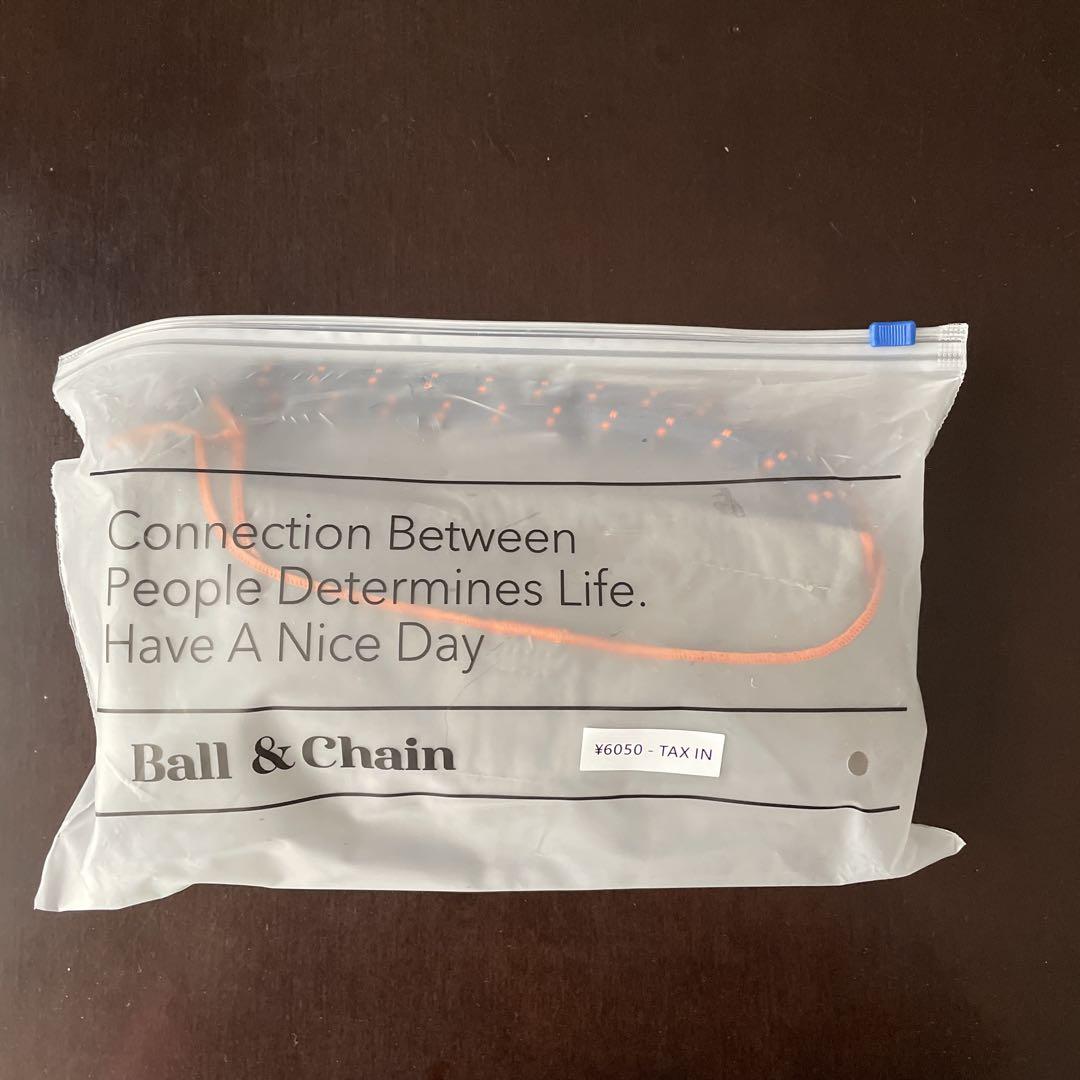 Connection Between
People Determines Life.
Have A Nice Day
Ball & Chain
¥6050 - TAX IN